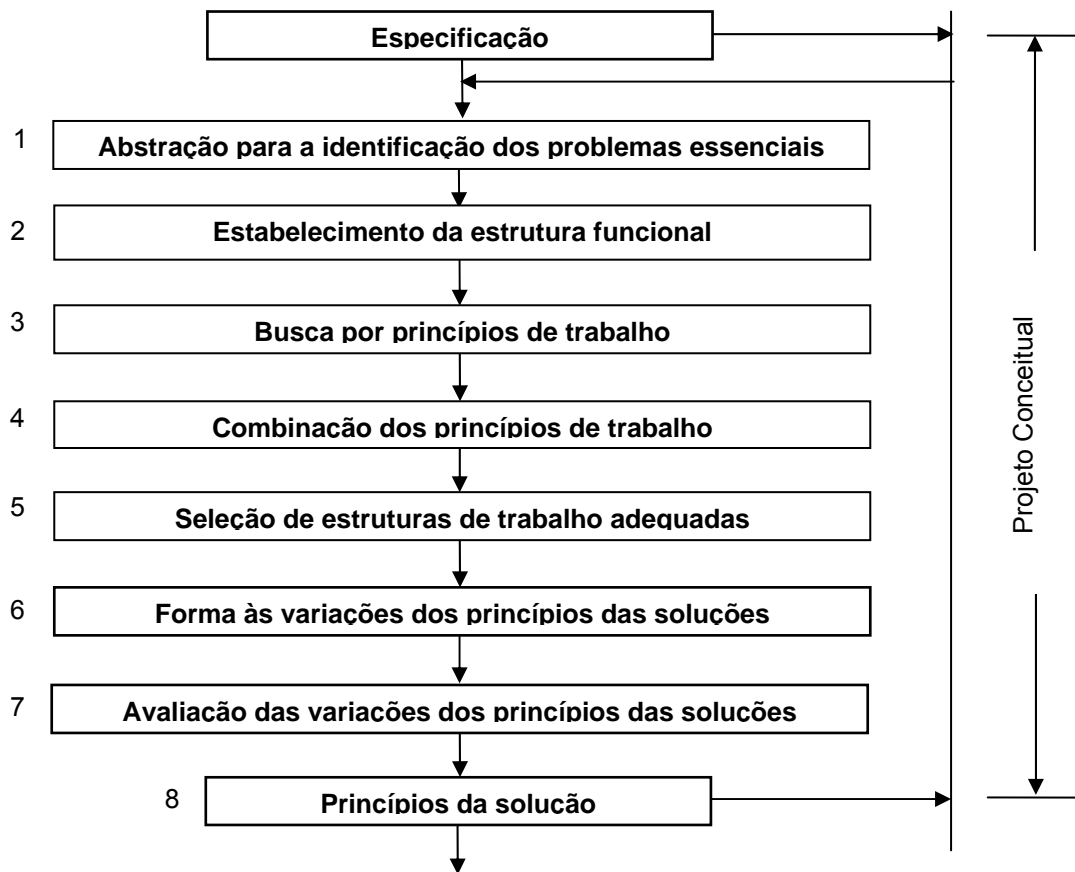 Especificação
1 Abstração para a identificação dos problemas essenciais
2 Estabelecimento da estrutura funcional
3 Busca por princípios de trabalho
4 Combinação dos princípios de trabalho
5 Seleção de estruturas de trabalho adequadas
6 Forma às variações dos princípios das soluções
7 Avaliação das variações dos princípios das soluções
8 Princípios da solução
Projeto Conceitual